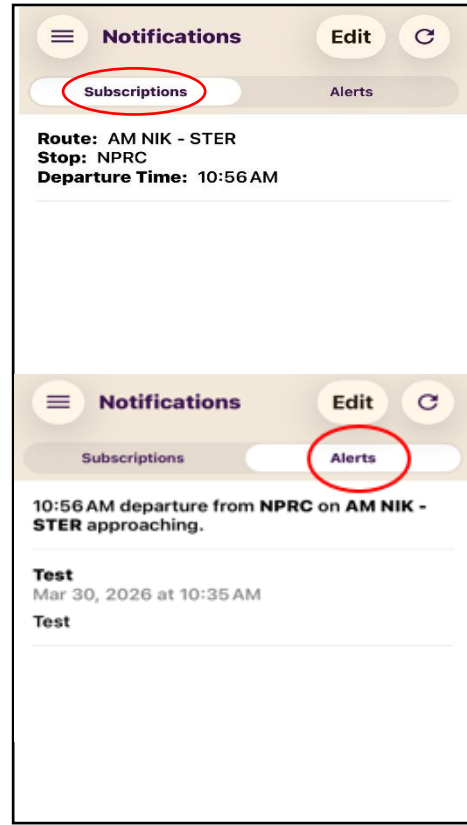 Notifications Edit
Subscriptions Alerts
Route: AM NIK - STER
Stop: NPRC
Departure Time: 10:56 AM
Notifications Edit
Subscriptions Alerts
10:56 AM departure from NPRC on AM NIK -
STER approaching.
Test
Mar 30, 2026 at 10:35 AM
Test